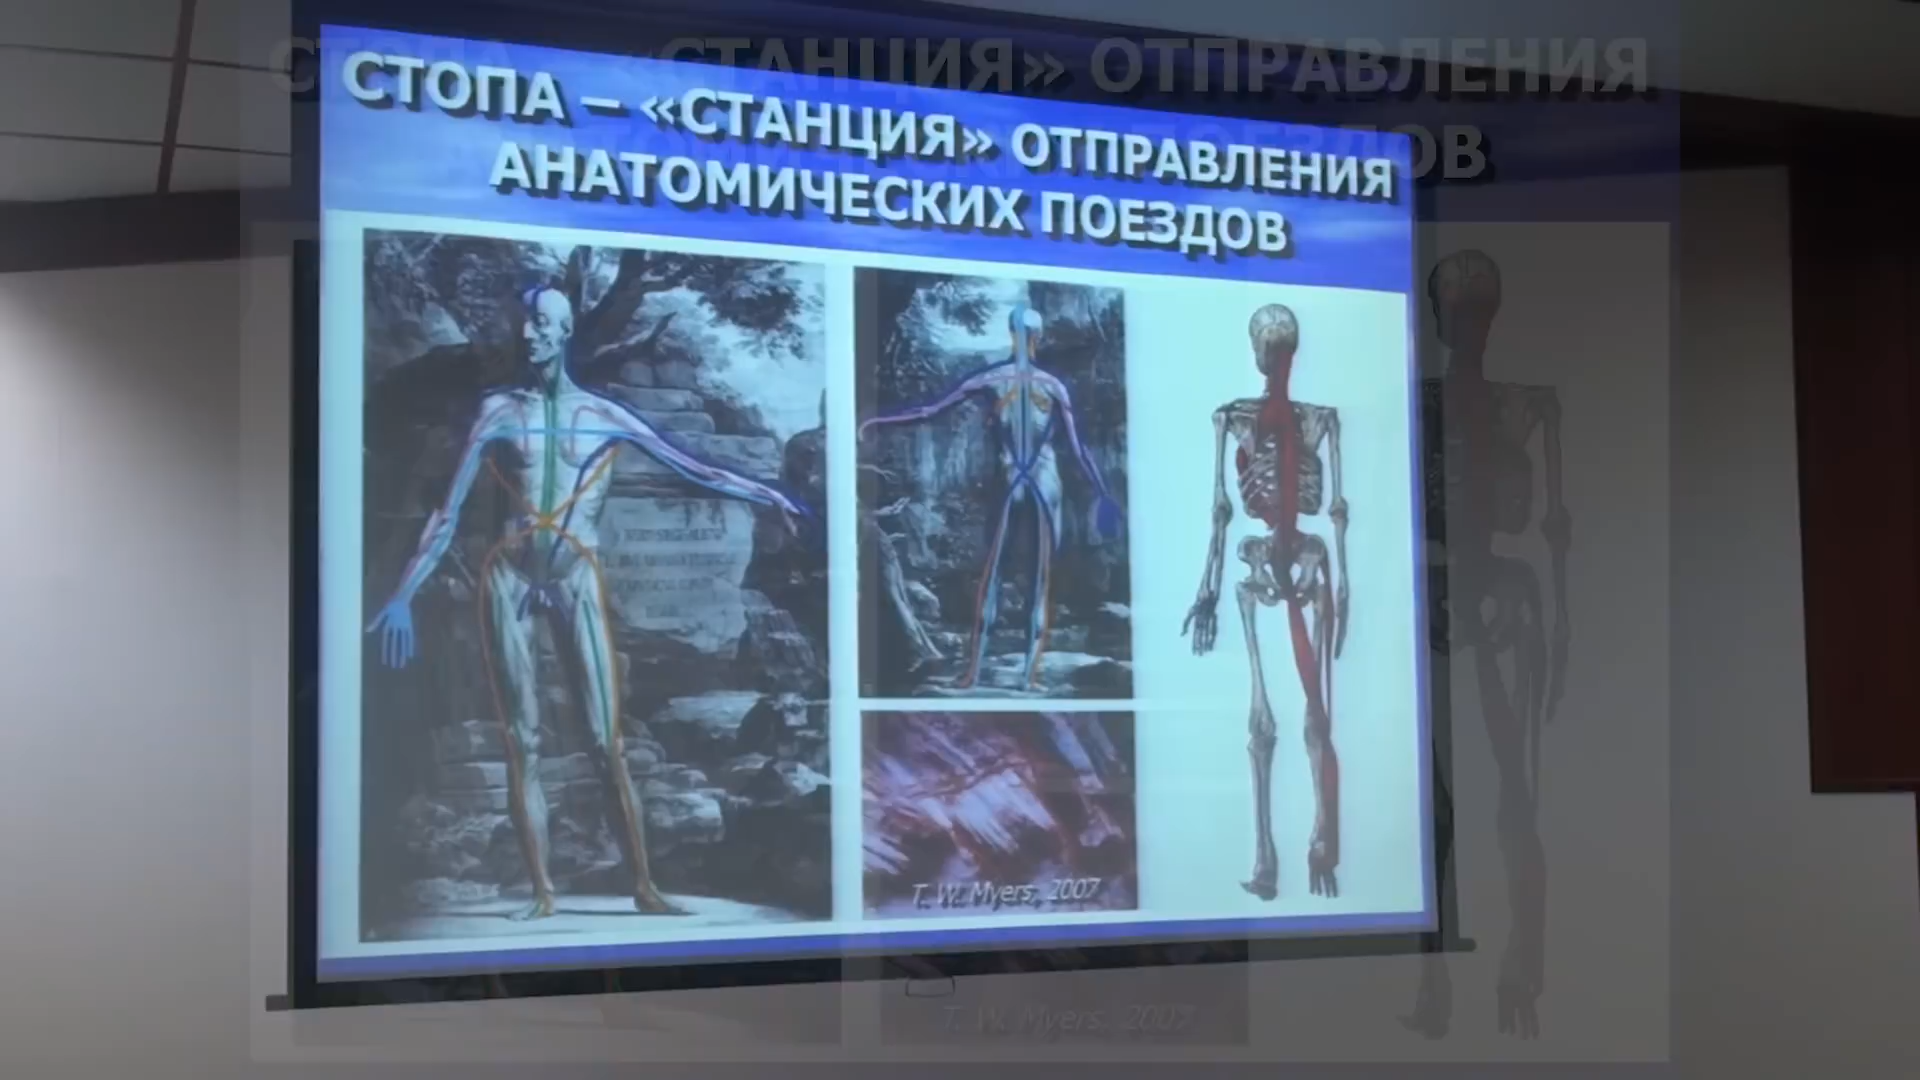 СТОПА – «СТАНЦИЯ» ОТПРАВЛЕНИЯ
АНАТОМИЧЕСКИХ ПОЕЗДОВ
T. W. Myers, 2007